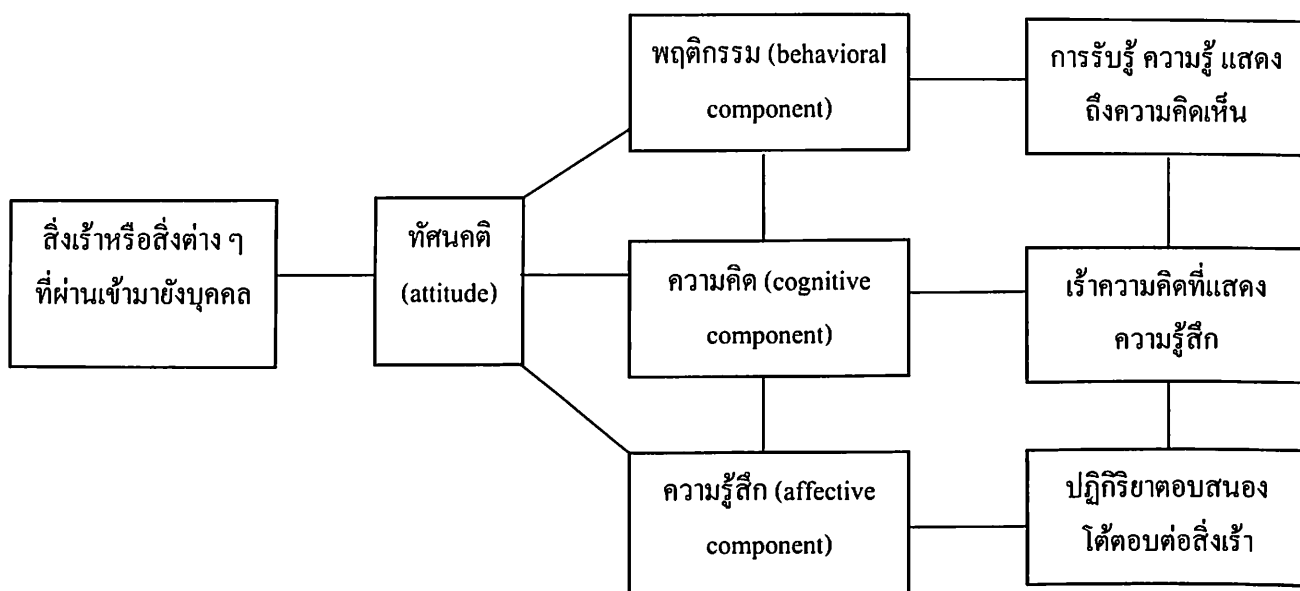 พฤติกรรม (behavioral
component)
การรับรู้ ความรู้ แสดง
ถึงความคิดเห็น
สิ่งเร้าหรือสิ่งต่าง ๆ
ที่ผ่านเข้ามายังบุคคล
ทัศนคติ
(attitude)
ความคิด (cognitive
component)
เร้าความคิดที่แสดง
ความรู้สึก
ความรู้สึก (affective
component)
ปฏิกิริยาตอบสนอง
โต้ตอบต่อสิ่งเร้า